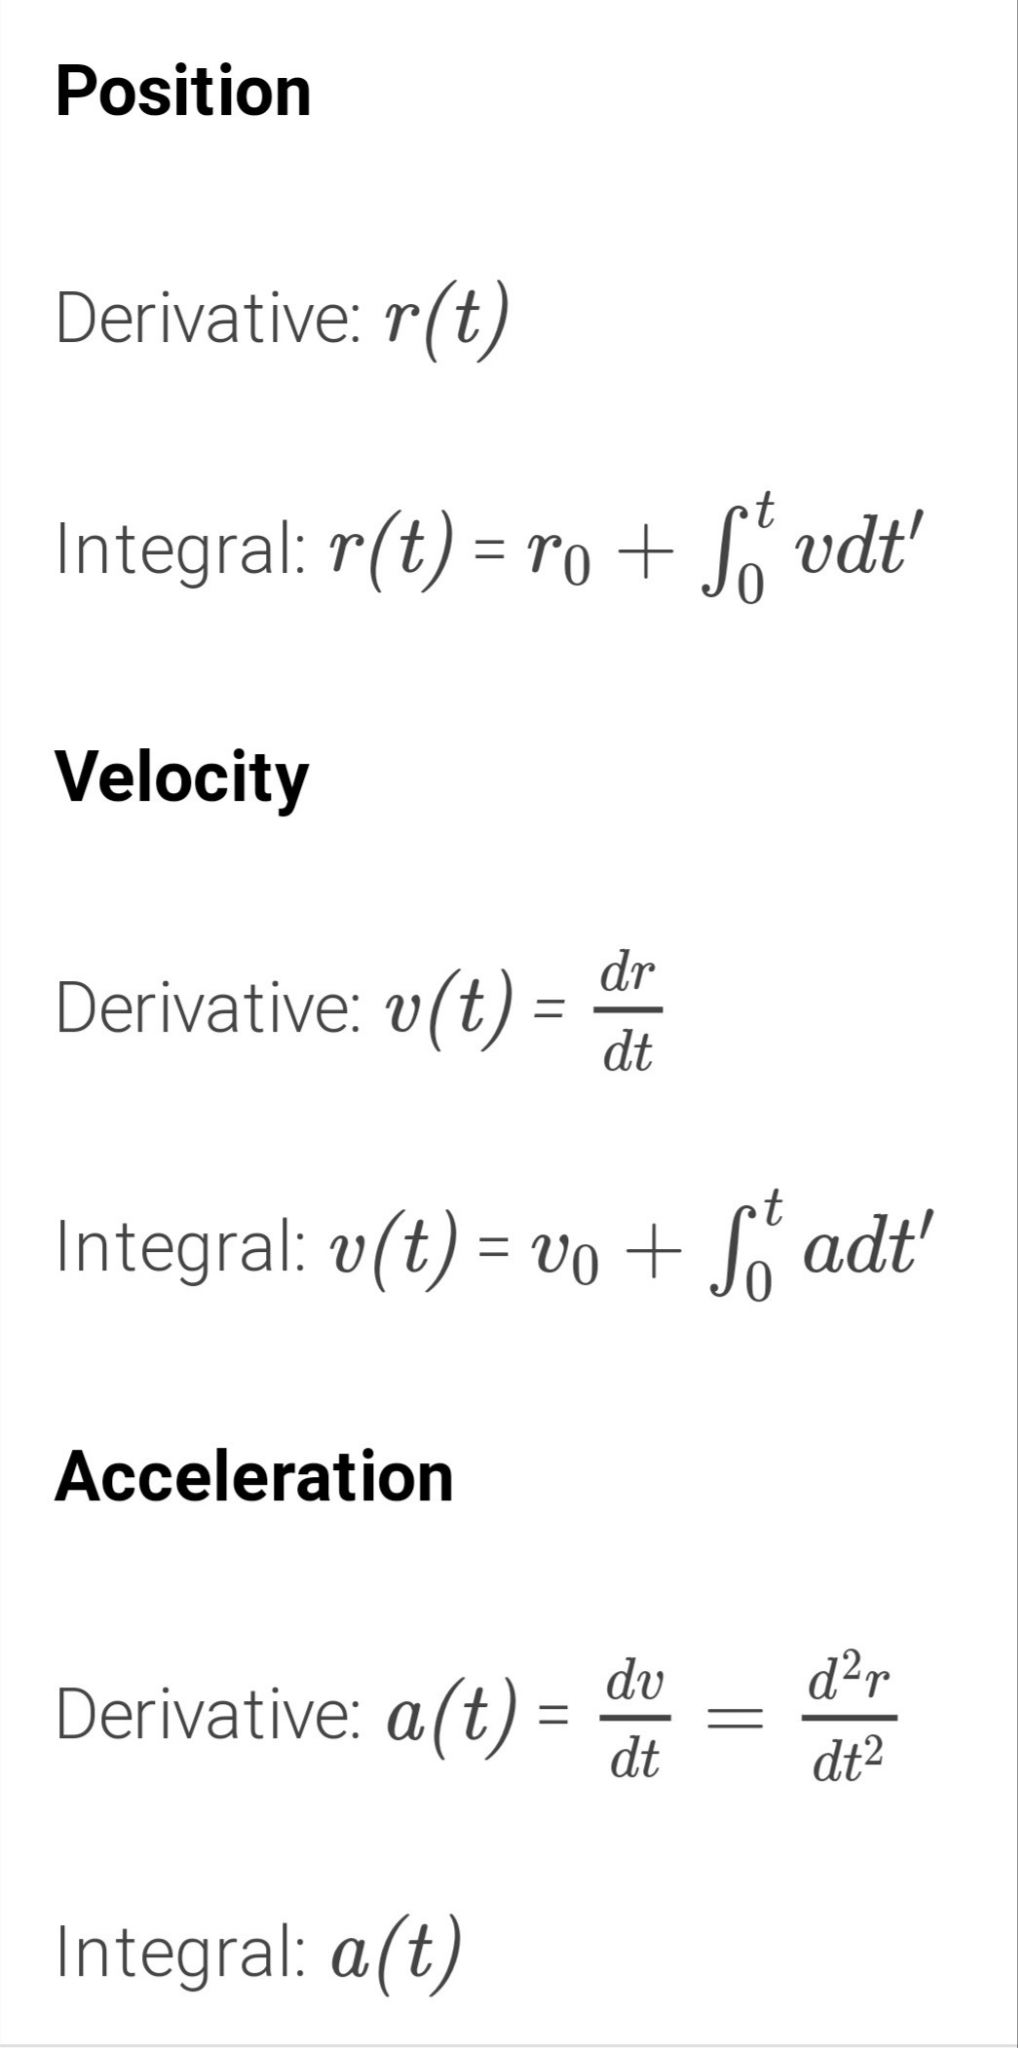 Position
Derivative: r(t)
Integral: r(t) = r₀ + ∫₀ᵗ vdt′
Velocity
Derivative: v(t) = dr/dt
Integral: v(t) = v₀ + ∫₀ᵗ adt′
Acceleration
Derivative: a(t) = dv/dt = d²r/dt²
Integral: a(t)